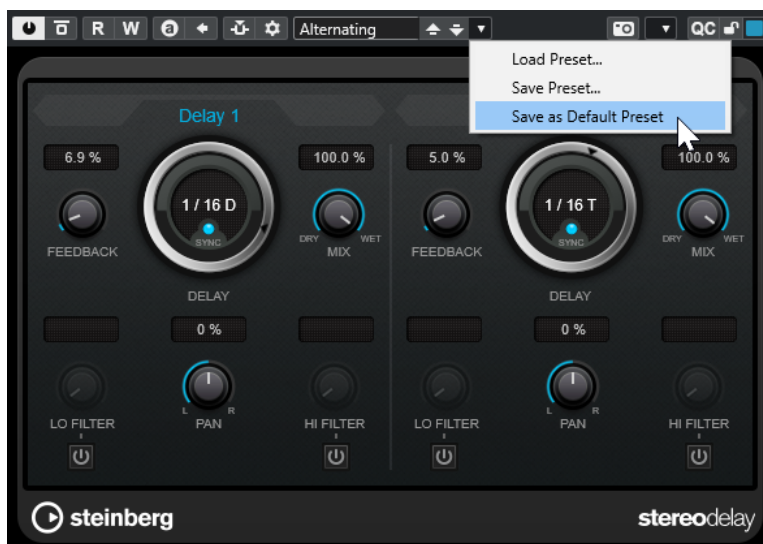 R W a Alternating QC
Load Preset...
Save Preset...
Save as Default Preset
Delay 1
6.9 % 100.0 % 5.0 % 100.0 %
1 / 16 D 1 / 16 T
SYNC SYNC
DRY WET DRY WET
FEEDBACK MIX FEEDBACK MIX
DELAY DELAY
0 % 0 %
L R L R
LO FILTER PAN HI FILTER LO FILTER PAN HI FILTER
steinberg stereodelay